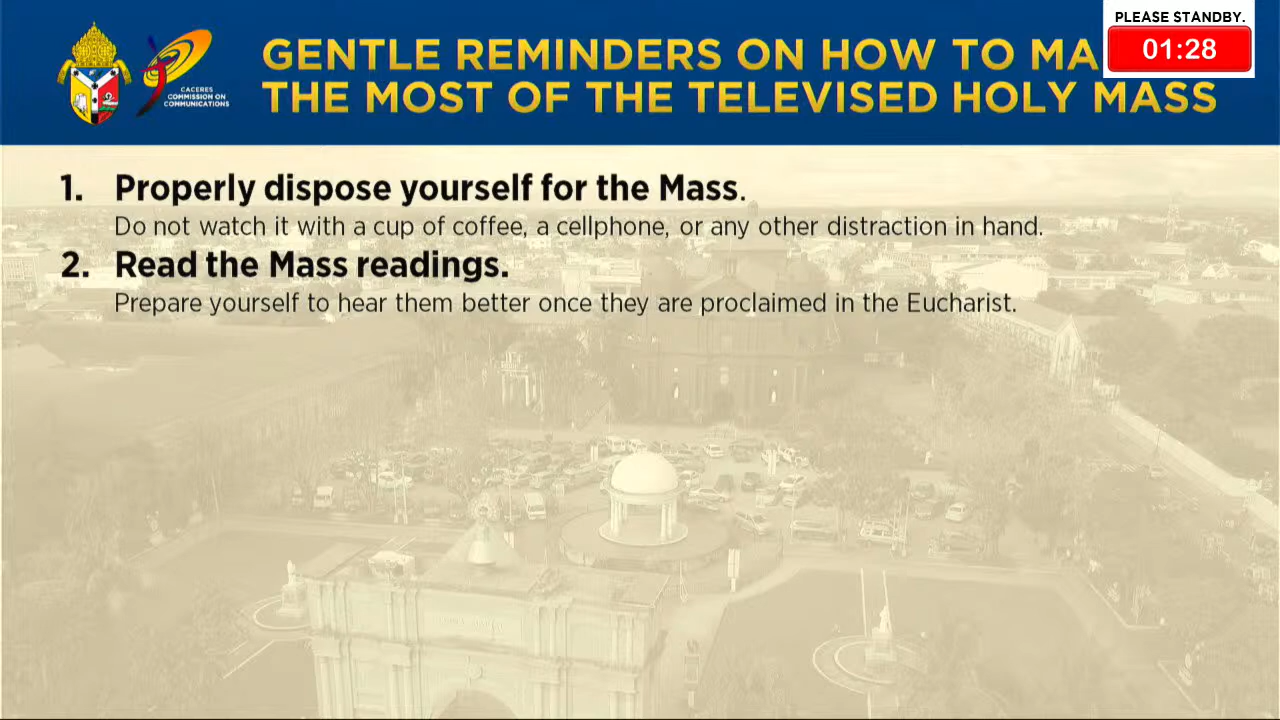 PLEASE STANDBY.
01:28
CACERES
COMMISSION ON
COMMUNICATIONS
GENTLE REMINDERS ON HOW TO MA
THE MOST OF THE TELEVISED HOLY MASS
1. Properly dispose yourself for the Mass.
Do not watch it with a cup of coffee, a cellphone, or any other distraction in hand.
2. Read the Mass readings.
Prepare yourself to hear them better once they are proclaimed in the Eucharist.